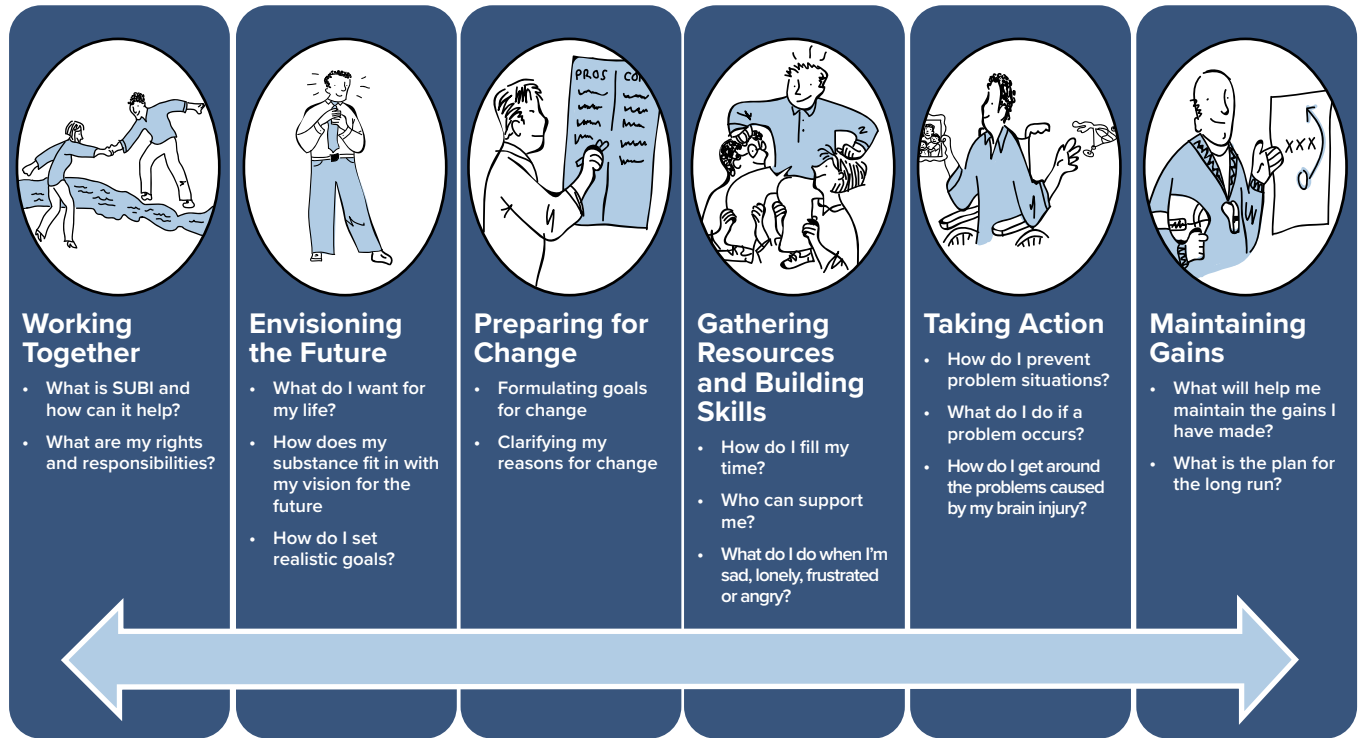 PROS CON
XXX
O
Working
Together
• What is SUBI and
how can it help?
• What are my rights
and responsibilities?
Envisioning
the Future
• What do I want for
my life?
• How does my
substance fit in with
my vision for the
future
• How do I set
realistic goals?
Preparing for
Change
• Formulating goals
for change
• Clarifying my
reasons for change
Gathering
Resources
and Building
Skills
• How do I fill my
time?
• Who can support
me?
• What do I do when I'm
sad, lonely, frustrated
or angry?
Taking Action
• How do I prevent
problem situations?
• What do I do if a
problem occurs?
• How do I get around
the problems caused
by my brain injury?
Maintaining
Gains
• What will help me
maintain the gains I
have made?
• What is the plan for
the long run?